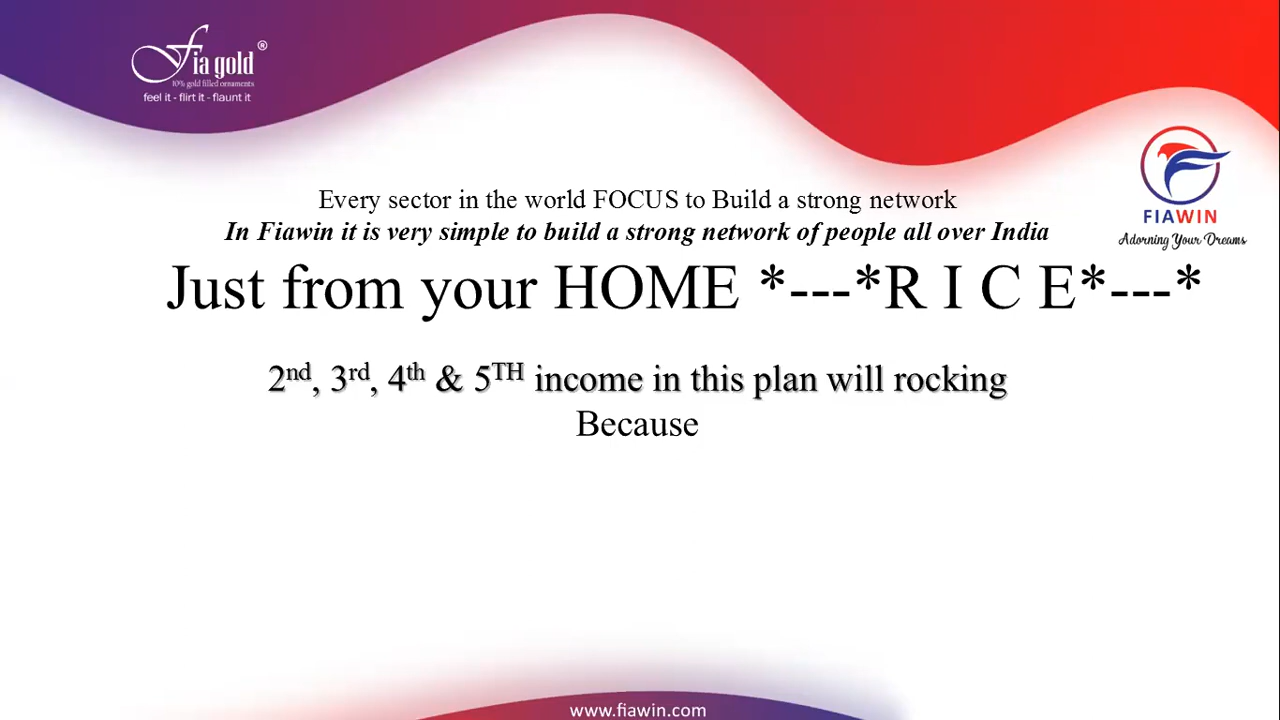 Fia gold®
10% gold filled ornaments
feel it - flirt it - flaunt it
FIAWIN
Adorning Your Dreams
Every sector in the world FOCUS to Build a strong network
In Fiawin it is very simple to build a strong network of people all over India
Just from your HOME *---*R I C E*---*
2nd, 3rd, 4th & 5TH income in this plan will rocking
Because
www.fiawin.com